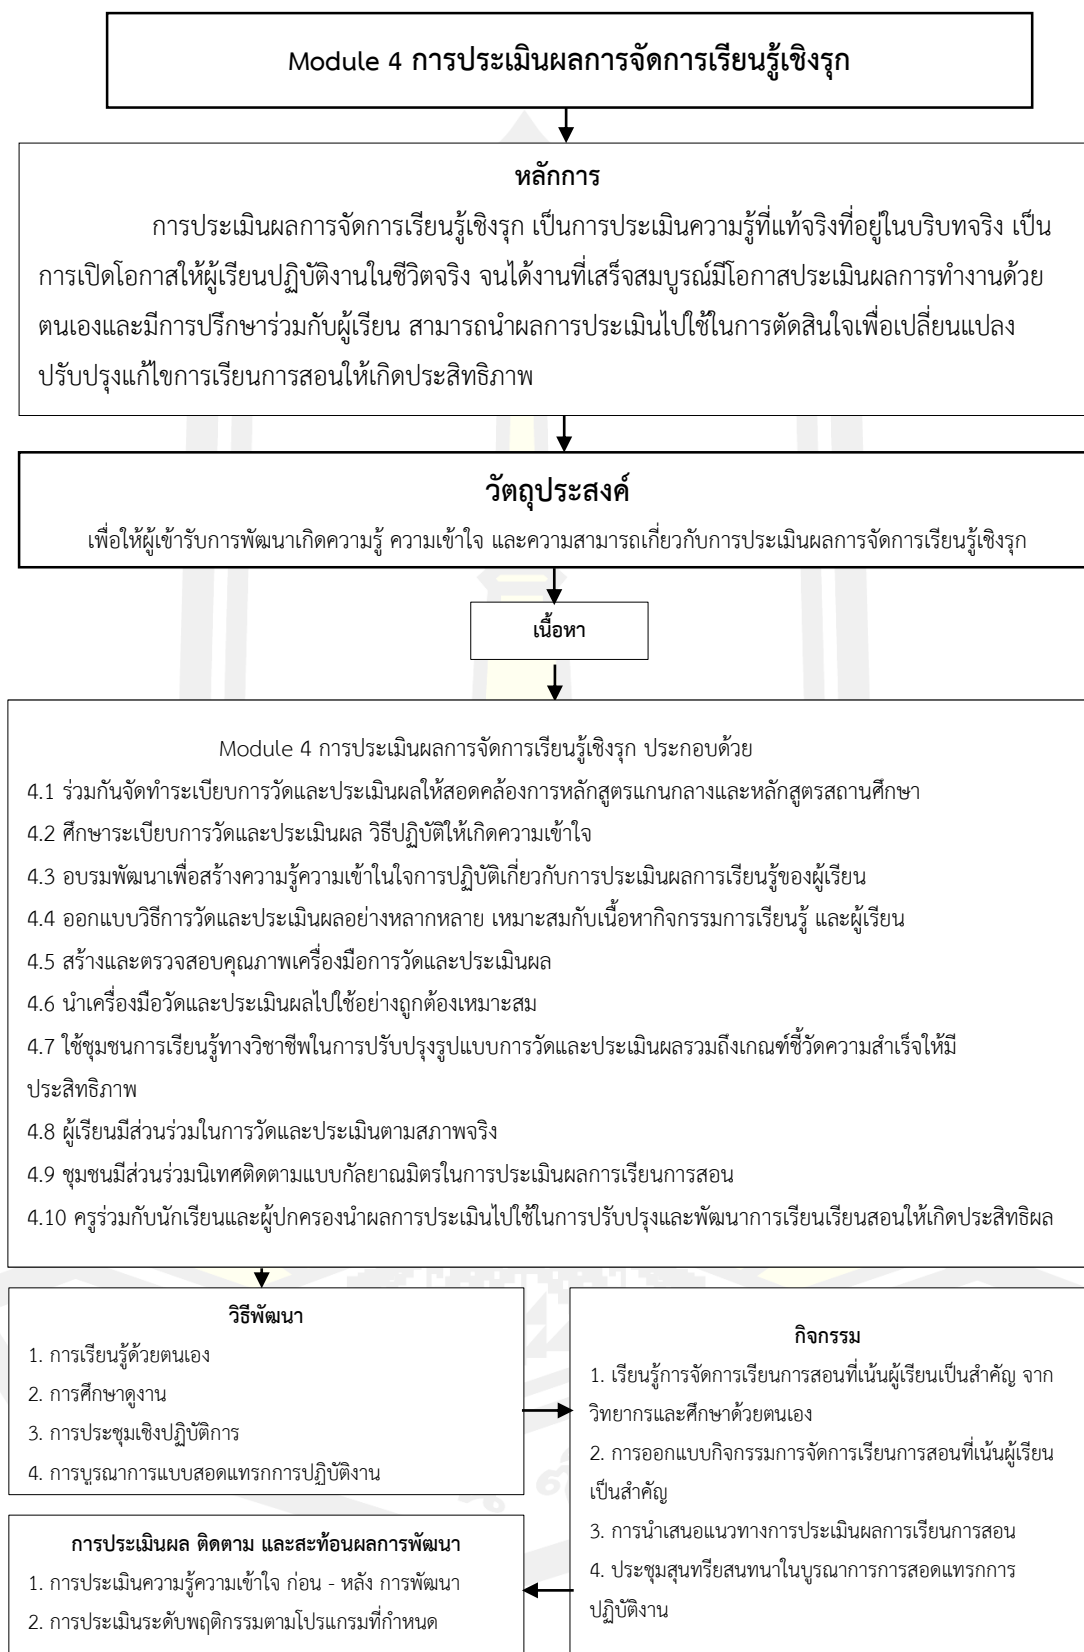 Module 4 การประเมินผลการจัดการเรียนรู้เชิงรุก
หลักการ
การประเมินผลการจัดการเรียนรู้เชิงรุก เป็นการประเมินความรู้ที่แท้จริงที่อยู่ในบริบทจริง เป็น
การเปิดโอกาสให้ผู้เรียนปฏิบัติงานในชีวิตจริง จนได้งานที่เสร็จสมบูรณ์มีโอกาสประเมินผลการทำงานด้วย
ตนเองและมีการปรึกษาร่วมกับผู้เรียน สามารถนำผลการประเมินไปใช้ในการตัดสินใจเพื่อเปลี่ยนแปลง
ปรับปรุงแก้ไขการเรียนการสอนให้เกิดประสิทธิภาพ
วัตถุประสงค์
เพื่อให้ผู้เข้ารับการพัฒนาเกิดความรู้ ความเข้าใจ และความสามารถเกี่ยวกับการประเมินผลการจัดการเรียนรู้เชิงรุก
เนื้อหา
Module 4 การประเมินผลการจัดการเรียนรู้เชิงรุก ประกอบด้วย
4.1 ร่วมกันจัดทำระเบียบการวัดและประเมินผลให้สอดคล้องการหลักสูตรแกนกลางและหลักสูตรสถานศึกษา
4.2 ศึกษาระเบียบการวัดและประเมินผล วิธีปฏิบัติให้เกิดความเข้าใจ
4.3 อบรมพัฒนาเพื่อสร้างความรู้ความเข้าในใจการปฏิบัติเกี่ยวกับการประเมินผลการเรียนรู้ของผู้เรียน
4.4 ออกแบบวิธีการวัดและประเมินผลอย่างหลากหลาย เหมาะสมกับเนื้อหากิจกรรมการเรียนรู้ และผู้เรียน
4.5 สร้างและตรวจสอบคุณภาพเครื่องมือการวัดและประเมินผล
4.6 นำเครื่องมือวัดและประเมินผลไปใช้อย่างถูกต้องเหมาะสม
4.7 ใช้ชุมชนการเรียนรู้ทางวิชาชีพในการปรับปรุงรูปแบบการวัดและประเมินผลรวมถึงเกณฑ์ชี้วัดความสำเร็จให้มี
ประสิทธิภาพ
4.8 ผู้เรียนมีส่วนร่วมในการวัดและประเมินตามสภาพจริง
4.9 ชุมชนมีส่วนร่วมนิเทศติดตามแบบกัลยาณมิตรในการประเมินผลการเรียนการสอน
4.10 ครูร่วมกับนักเรียนและผู้ปกครองนำผลการประเมินไปใช้ในการปรับปรุงและพัฒนาการเรียนเรียนสอนให้เกิดประสิทธิผล
วิธีพัฒนา
1. การเรียนรู้ด้วยตนเอง
2. การศึกษาดูงาน
3. การประชุมเชิงปฏิบัติการ
4. การบูรณาการแบบสอดแทรกการปฏิบัติงาน
กิจกรรม
1. เรียนรู้การจัดการเรียนการสอนที่เน้นผู้เรียนเป็นสำคัญ จาก
วิทยากรและศึกษาด้วยตนเอง
2. การออกแบบกิจกรรมการจัดการเรียนการสอนที่เน้นผู้เรียน
เป็นสำคัญ
3. การนำเสนอแนวทางการประเมินผลการเรียนการสอน
4. ประชุมสุนทรียสนทนาในบูรณาการการสอดแทรกการ
ปฏิบัติงาน
การประเมินผล ติดตาม และสะท้อนผลการพัฒนา
1. การประเมินความรู้ความเข้าใจ ก่อน - หลัง การพัฒนา
2. การประเมินระดับพฤติกรรมตามโปรแกรมที่กำหนด